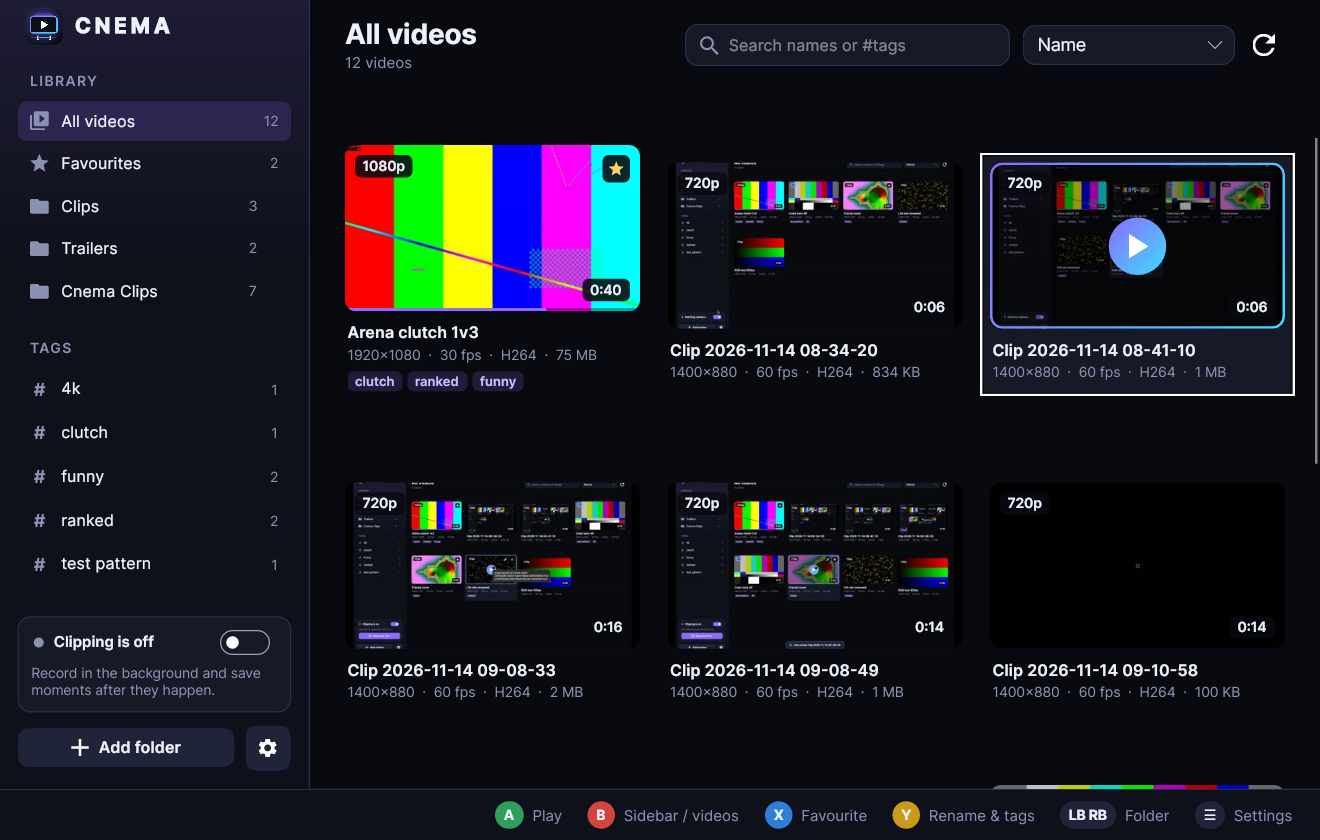 CNEMA
LIBRARY
All videos 12
Favourites 2
Clips 3
Trailers 2
Cnema Clips 7
TAGS
# 4k 1
# clutch 1
# funny 2
# ranked 2
# test pattern 1
Clipping is off
Record in the background and save
moments after they happen.
Add folder
All videos
12 videos
Search names or #tags
Name
1080p
0:40
Arena clutch 1v3
1920×1080 · 30 fps · H264 · 75 MB
clutch ranked funny
720p
0:06
Clip 2026-11-14 08-34-20
1400×880 · 60 fps · H264 · 834 KB
720p
0:06
Clip 2026-11-14 08-41-10
1400×880 · 60 fps · H264 · 1 MB
720p
0:16
Clip 2026-11-14 09-08-33
1400×880 · 60 fps · H264 · 2 MB
720p
0:14
Clip 2026-11-14 09-08-49
1400×880 · 60 fps · H264 · 1 MB
720p
0:14
Clip 2026-11-14 09-10-58
1400×880 · 60 fps · H264 · 100 KB
A Play B Sidebar / videos X Favourite Y Rename & tags LB RB Folder Settings